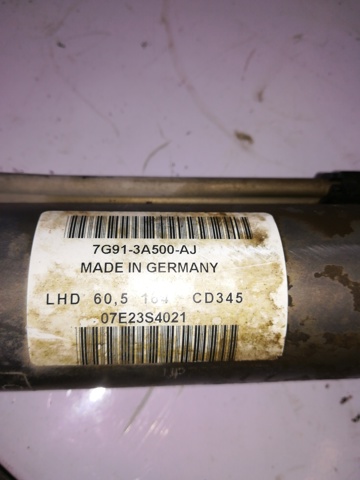 7G91-3A500-AJ
MADE IN GERMANY
LHD 60,5 CD345
07E23S4021